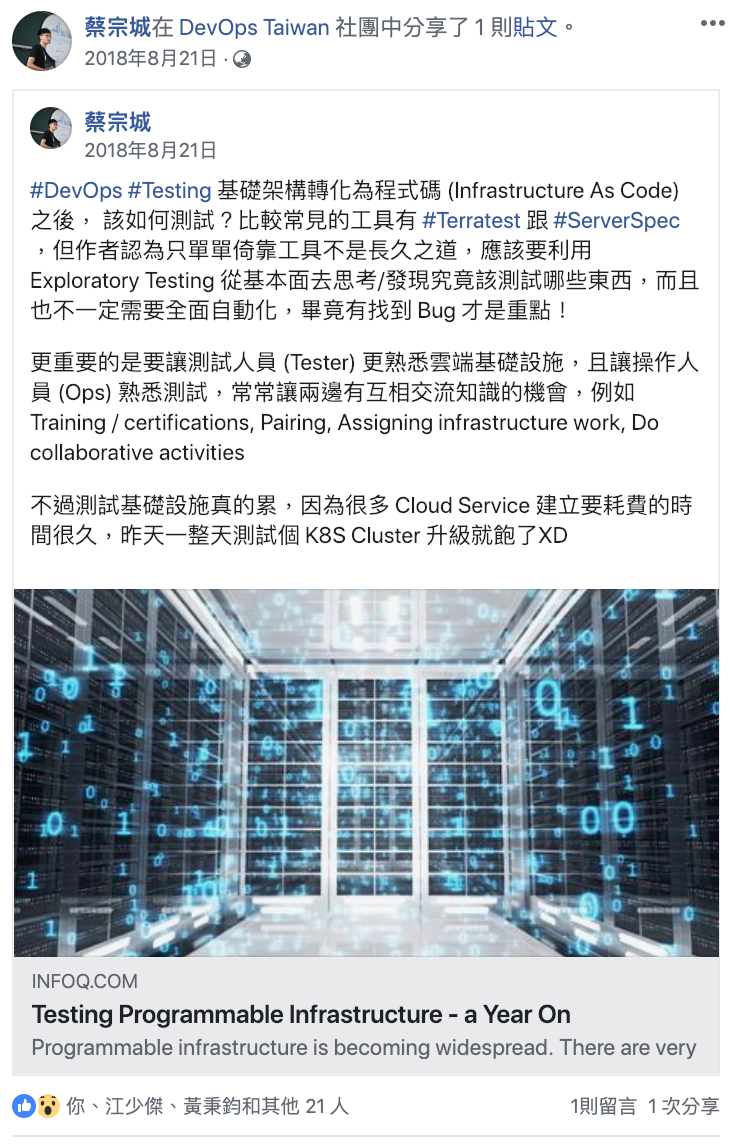 蔡宗城在 DevOps Taiwan 社團中分享了 1 則貼文。
2018年8月21日 ·
蔡宗城
2018年8月21日
#DevOps #Testing 基礎架構轉化為程式碼 (Infrastructure As Code)
之後， 該如何測試？比較常見的工具有 #Terratest 跟 #ServerSpec
，但作者認為只單單倚靠工具不是長久之道，應該要利用
Exploratory Testing 從基本面去思考/發現究竟該測試哪些東西，而且
也不一定需要全面自動化，畢竟有找到 Bug 才是重點！
更重要的是要讓測試人員 (Tester) 更熟悉雲端基礎設施，且讓操作人
員 (Ops) 熟悉測試，常常讓兩邊有互相交流知識的機會，例如
Training / certifications, Pairing, Assigning infrastructure work, Do
collaborative activities
不過測試基礎設施真的累，因為很多 Cloud Service 建立要耗費的時
間很久，昨天一整天測試個 K8S Cluster 升級就飽了XD
INFOQ.COM
Testing Programmable Infrastructure - a Year On
Programmable infrastructure is becoming widespread. There are very
你、江少傑、黃秉鈞和其他 21 人
1則留言 1 次分享